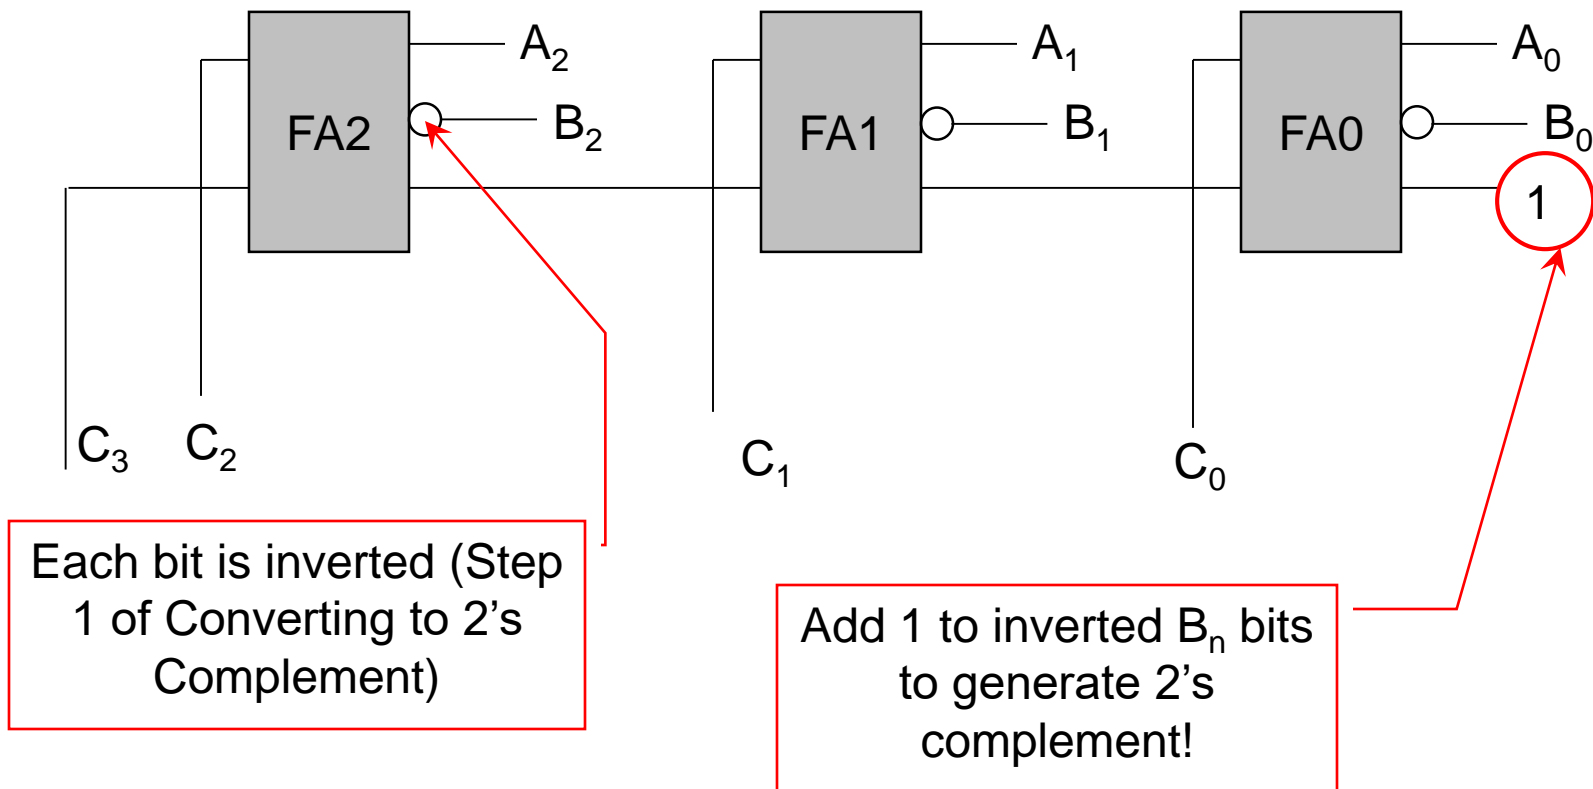 A₂ A₁ A₀
FA2 B₂ FA1 B₁ FA0 B₀
1
C₃ C₂ C₁ C₀
Each bit is inverted (Step
1 of Converting to 2’s
Complement)
Add 1 to inverted Bₙ bits
to generate 2’s
complement!